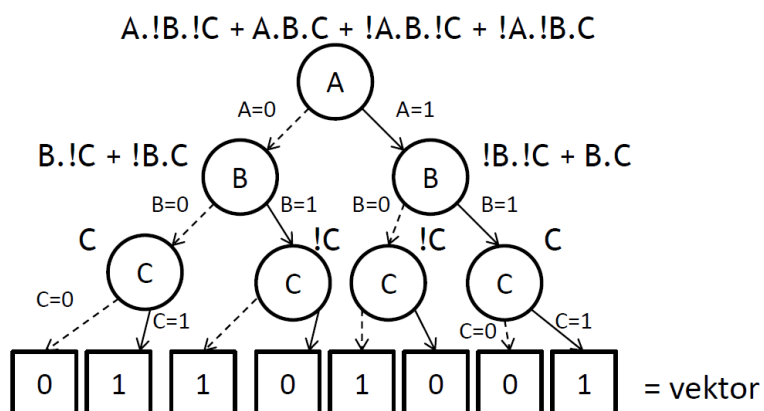 A.!B.!C + A.B.C + !A.B.!C + !A.!B.C
A
A=0 A=1
B.!C + !B.C !B.!C + B.C
B B
B=0 B=1 B=0 B=1
C !C !C C
C C C C
C=0 C=1 C=0 C=1
0 1 1 0 1 0 0 1 = vektor